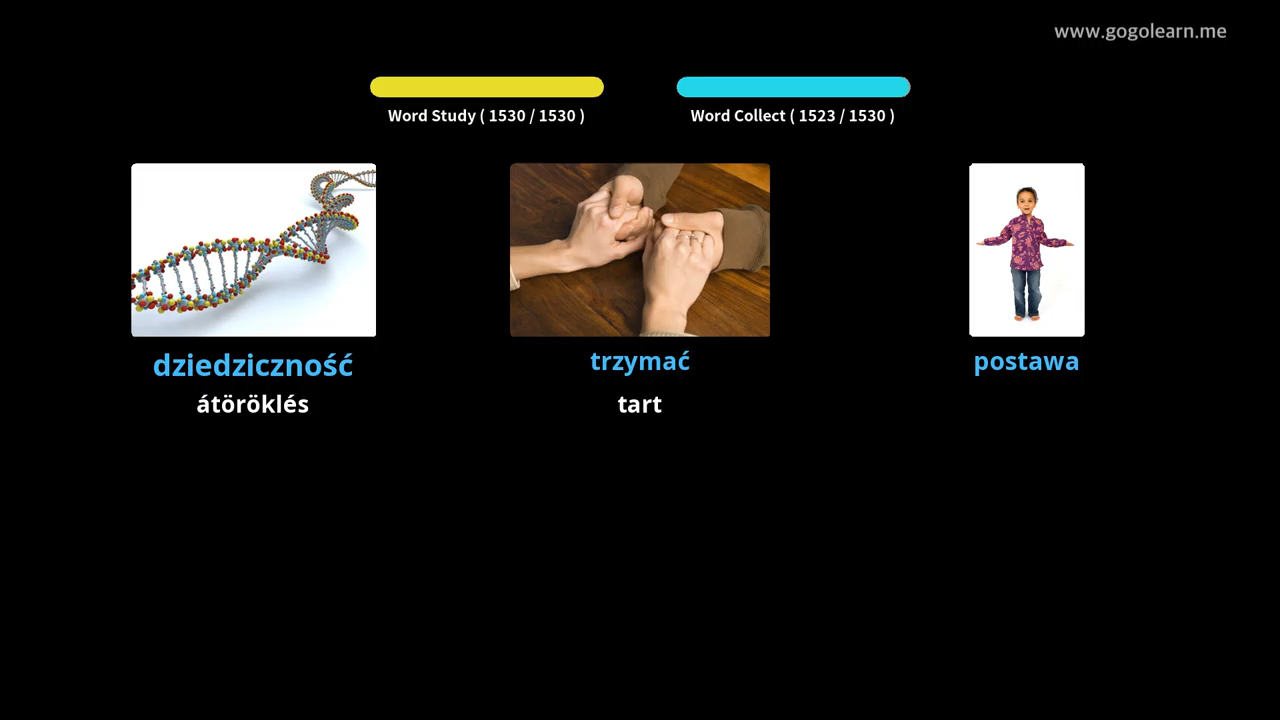 www.gogolearn.me
Word Study ( 1530 / 1530 )
Word Collect ( 1523 / 1530 )
dziedziczność
trzymać
postawa
átöröklés
tart